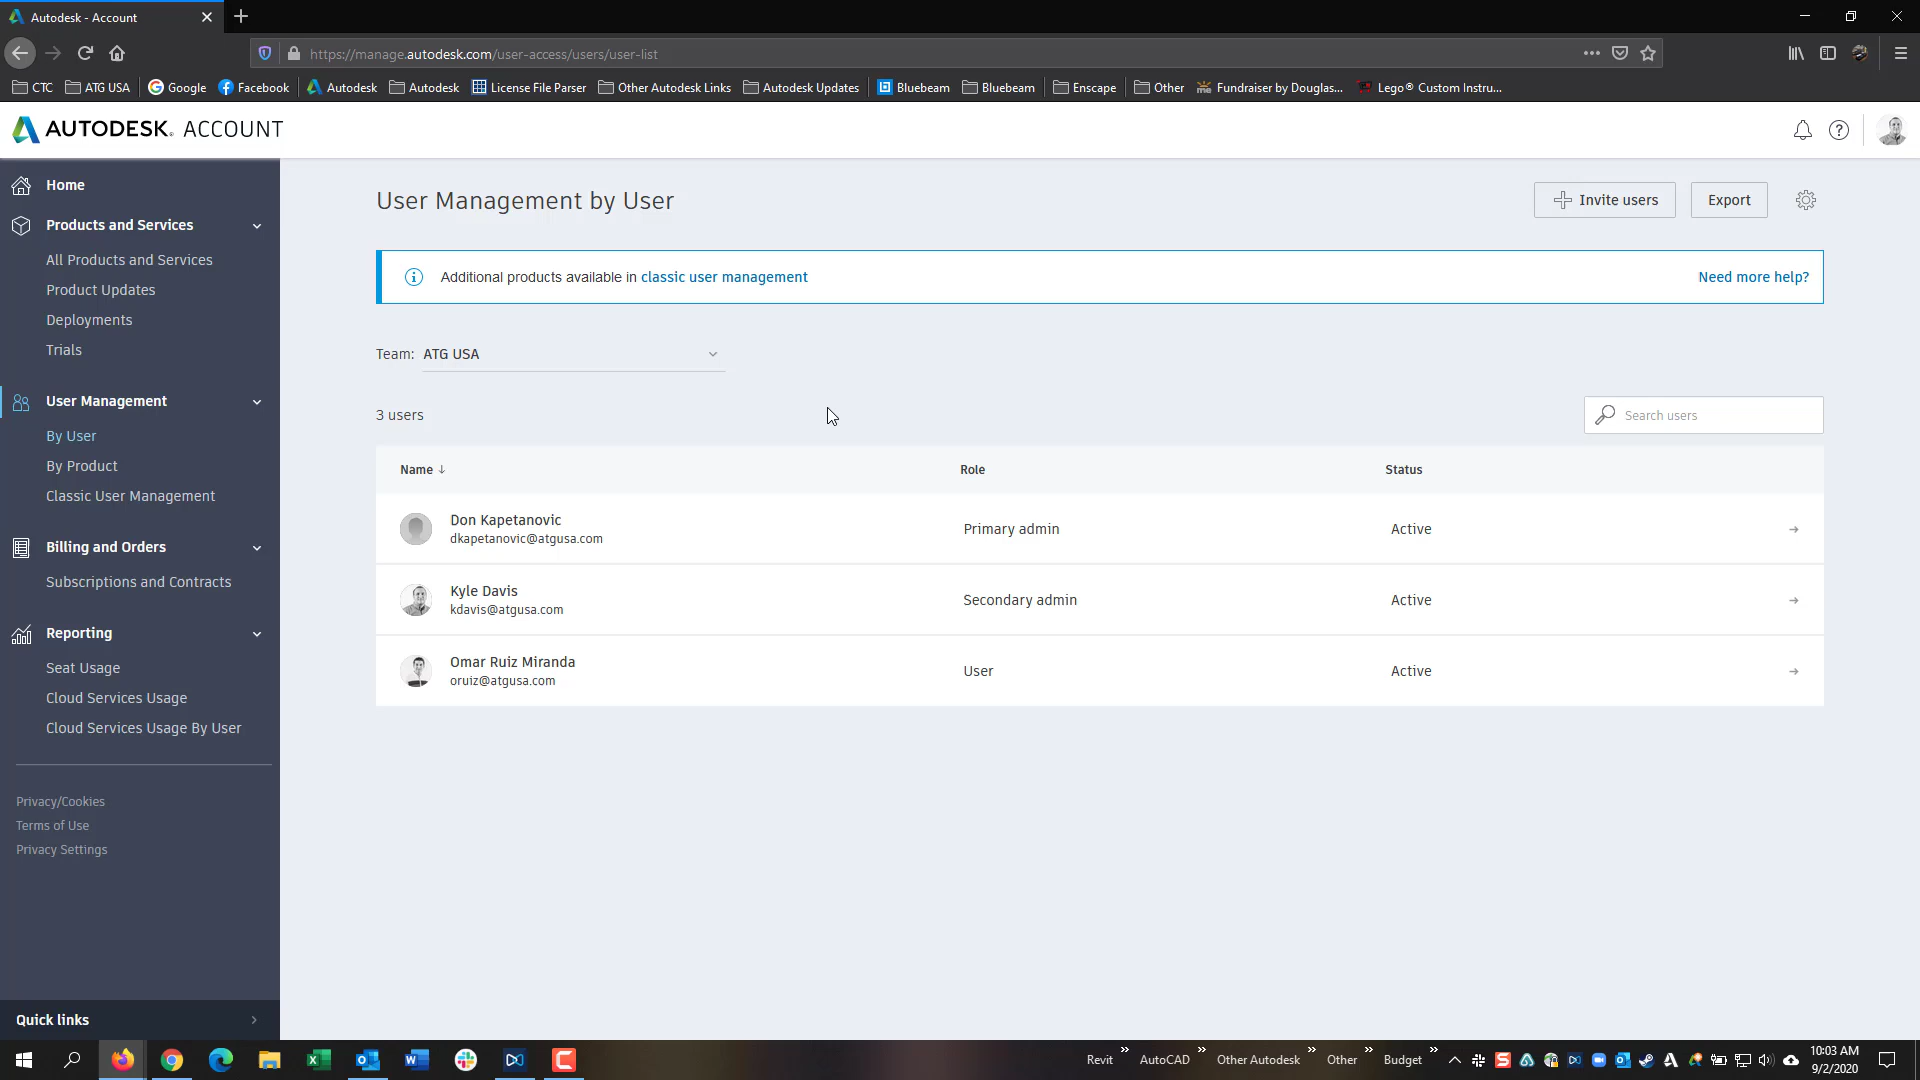 Autodesk - Account
https://manage.autodesk.com/user-access/users/user-list
CTC
ATG USA
Google
Facebook
Autodesk
Autodesk
License File Parser
Other Autodesk Links
Autodesk Updates
Bluebeam
Bluebeam
Enscape
Other
Fundraiser by Douglas...
Lego® Custom Instru...
AUTODESK. ACCOUNT
Home
Products and Services
All Products and Services
Product Updates
Deployments
Trials
User Management
By User
By Product
Classic User Management
Billing and Orders
Subscriptions and Contracts
Reporting
Seat Usage
Cloud Services Usage
Cloud Services Usage By User
Privacy/Cookies
Terms of Use
Privacy Settings
Quick links
User Management by User
Invite users
Export
Additional products available in classic user management
Need more help?
Team: ATG USA
3 users
Search users
Name Role Status
Don Kapetanovic
dkapetanovic@atgusa.com
Primary admin
Active
Kyle Davis
kdavis@atgusa.com
Secondary admin
Active
Omar Ruiz Miranda
oruiz@atgusa.com
User
Active
Revit
AutoCAD
Other Autodesk
Other
Budget
10:03 AM
9/2/2020